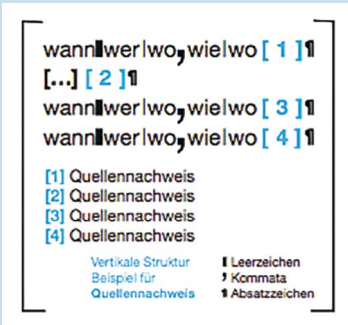 wann▮wer|wo, wie|wo [ 1 ]¶
[...] [ 2 ]¶
wann▮wer|wo, wie|wo [ 3 ]¶
wann▮wer|wo, wie|wo [ 4 ]¶
[1] Quellennachweis
[2] Quellennachweis
[3] Quellennachweis
[4] Quellennachweis
Vertikale Struktur ▮ Leerzeichen
Beispiel für , Kommata
Quellennachweis ¶ Absatzzeichen